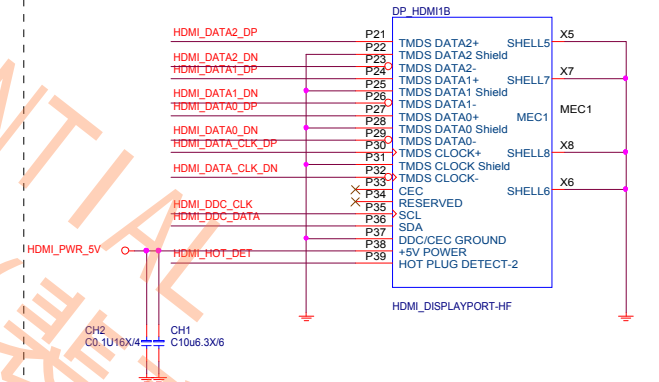 DP_HDMI1B
HDMI_DATA2_DP
P21
TMDS DATA2+
SHELL5
X5
P22
TMDS DATA2 Shield
HDMI_DATA2_DN
P23
TMDS DATA2-
HDMI_DATA1_DP
P24
TMDS DATA1+
SHELL7
X7
P25
TMDS DATA1 Shield
HDMI_DATA1_DN
P26
TMDS DATA1-
HDMI_DATA0_DP
P27
TMDS DATA0+
MEC1
MEC1
P28
TMDS DATA0 Shield
HDMI_DATA0_DN
P29
TMDS DATA0-
HDMI_DATA_CLK_DP
P30
TMDS CLOCK+
SHELL8
X8
P31
TMDS CLOCK Shield
HDMI_DATA_CLK_DN
P32
TMDS CLOCK-
P33
CEC
SHELL6
X6
P34
RESERVED
HDMI_DDC_CLK
P35
SCL
HDMI_DDC_DATA
P36
SDA
P37
DDC/CEC GROUND
HDMI_PWR_5V
P38
+5V POWER
HDMI_HOT_DET
P39
HOT PLUG DETECT-2
HDMI_DISPLAYPORT-HF
CH2
C0.1U16X/4
CH1
C10u6.3X/6
NTIAL